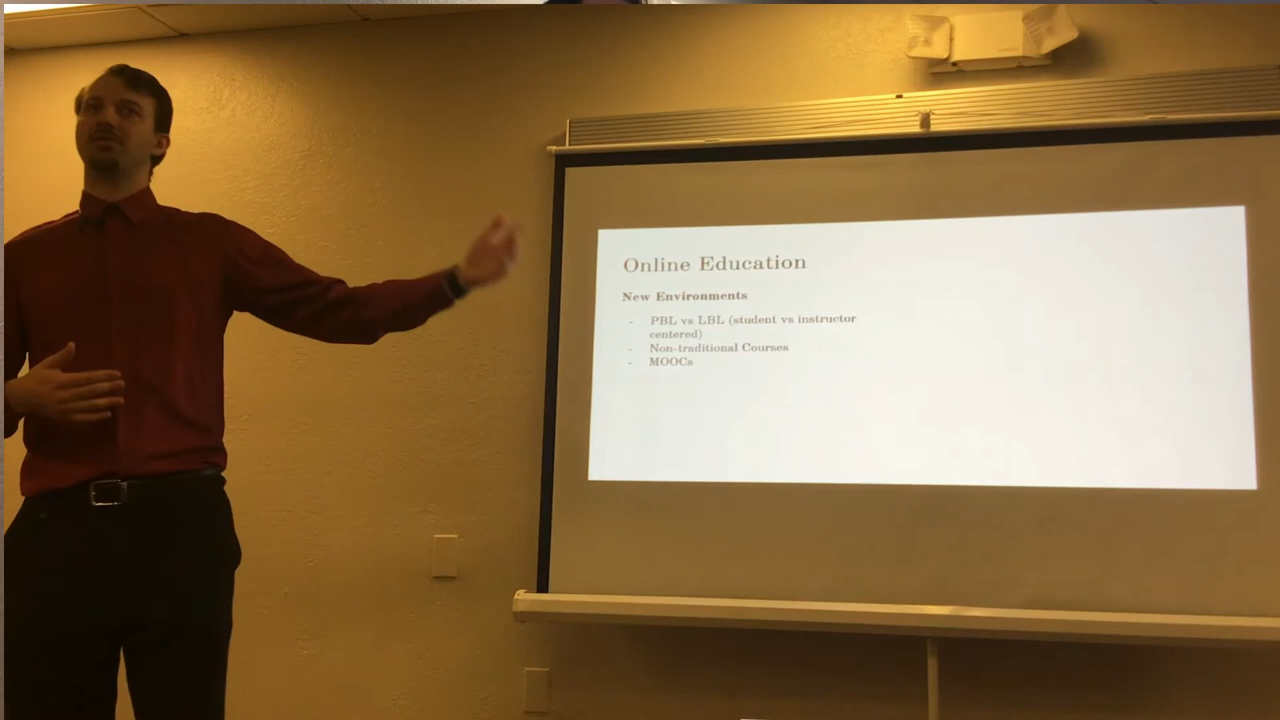 Online Education
New Environments
- PBL vs LBL (student vs instructor
centered)
- Non-traditional Courses
- MOOCs